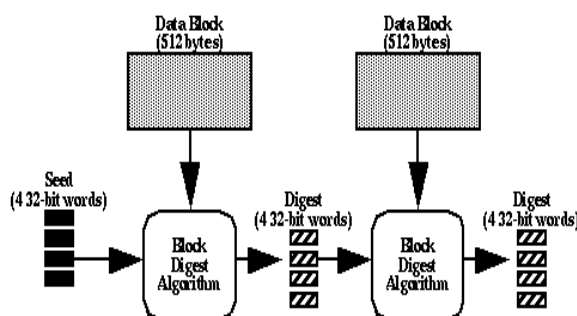 Data Block
(512 bytes)
Data Block
(512 bytes)
Seed
(4 32-bit words)
Digest
(4 32-bit words)
Digest
(4 32-bit words)
Block
Digest
Algorithm
Block
Digest
Algorithm